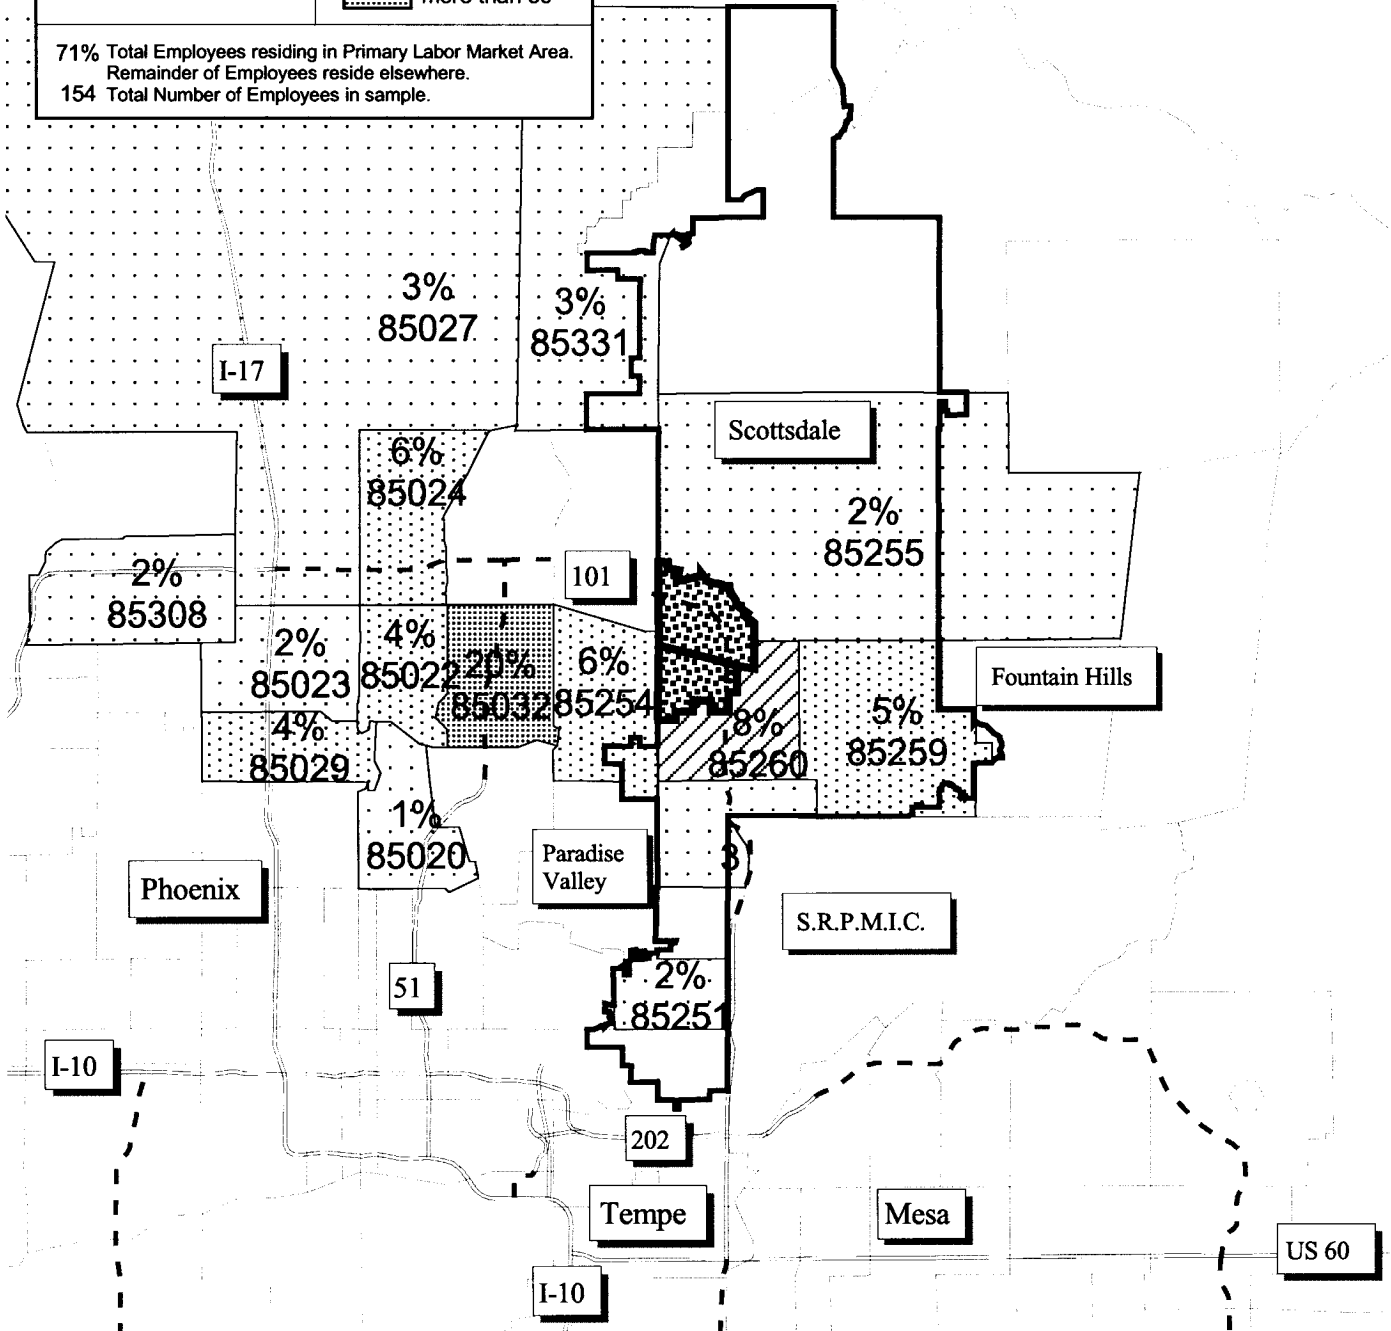 more than 30
71% Total Employees residing in Primary Labor Market Area.
Remainder of Employees reside elsewhere.
154 Total Number of Employees in sample.
3%
85027
3%
85331
I-17
Scottsdale
6%
85024
2%
85255
101
2%
85308
2%
85023
4%
85022
20%
85032
6%
85254
Fountain Hills
4%
85029
8%
85260
5%
85259
1%
85020
Paradise
Valley
3
Phoenix
S.R.P.M.I.C.
51
2%
85251
I-10
202
Tempe
Mesa
US 60
I-10